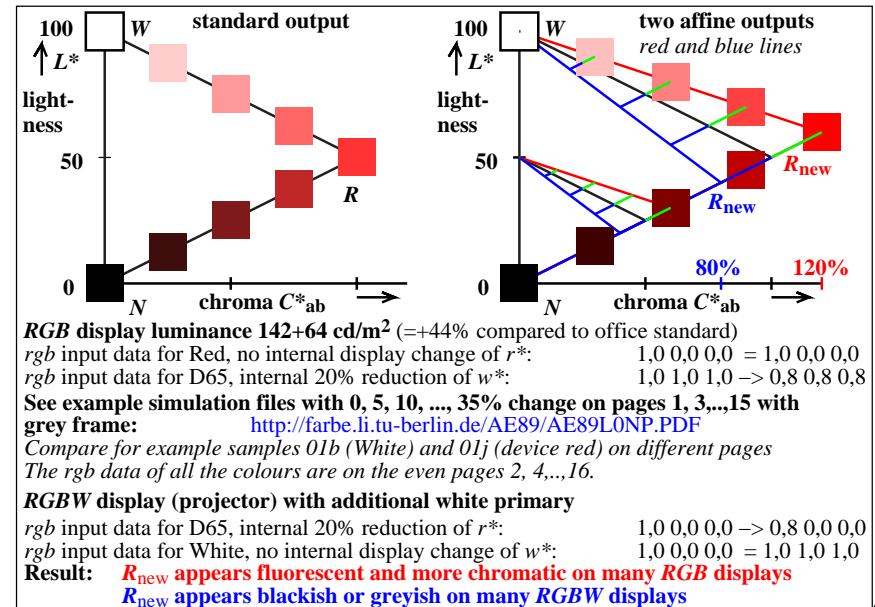 standard output
100
W
L*
light-
ness
50
R
0
N
chroma C*ab
two affine outputs
red and blue lines
100
W
L*
light-
ness
50
Rnew
Rnew
80%
120%
0
N
chroma C*ab
RGB display luminance 142+64 cd/m2 (=+44% compared to office standard)
rgb input data for Red, no internal display change of r*: 1,0 0,0 0,0 = 1,0 0,0 0,0
rgb input data for D65, internal 20% reduction of w*: 1,0 1,0 1,0 –> 0,8 0,8 0,8
See example simulation files with 0, 5, 10, ..., 35% change on pages 1, 3,..,15 with
grey frame: http://farbe.li.tu-berlin.de/AE89/AE89L0NP.PDF
Compare for example samples 01b (White) and 01j (device red) on different pages
The rgb data of all the colours are on the even pages 2, 4,..,16.
RGBW display (projector) with additional white primary
rgb input data for D65, internal 20% reduction of r*: 1,0 0,0 0,0 –> 0,8 0,0 0,0
rgb input data for White, no internal display change of w*: 1,0 0,0 0,0 = 1,0 1,0 1,0
Result: Rnew appears fluorescent and more chromatic on many RGB displays
Rnew appears blackish or greyish on many RGBW displays